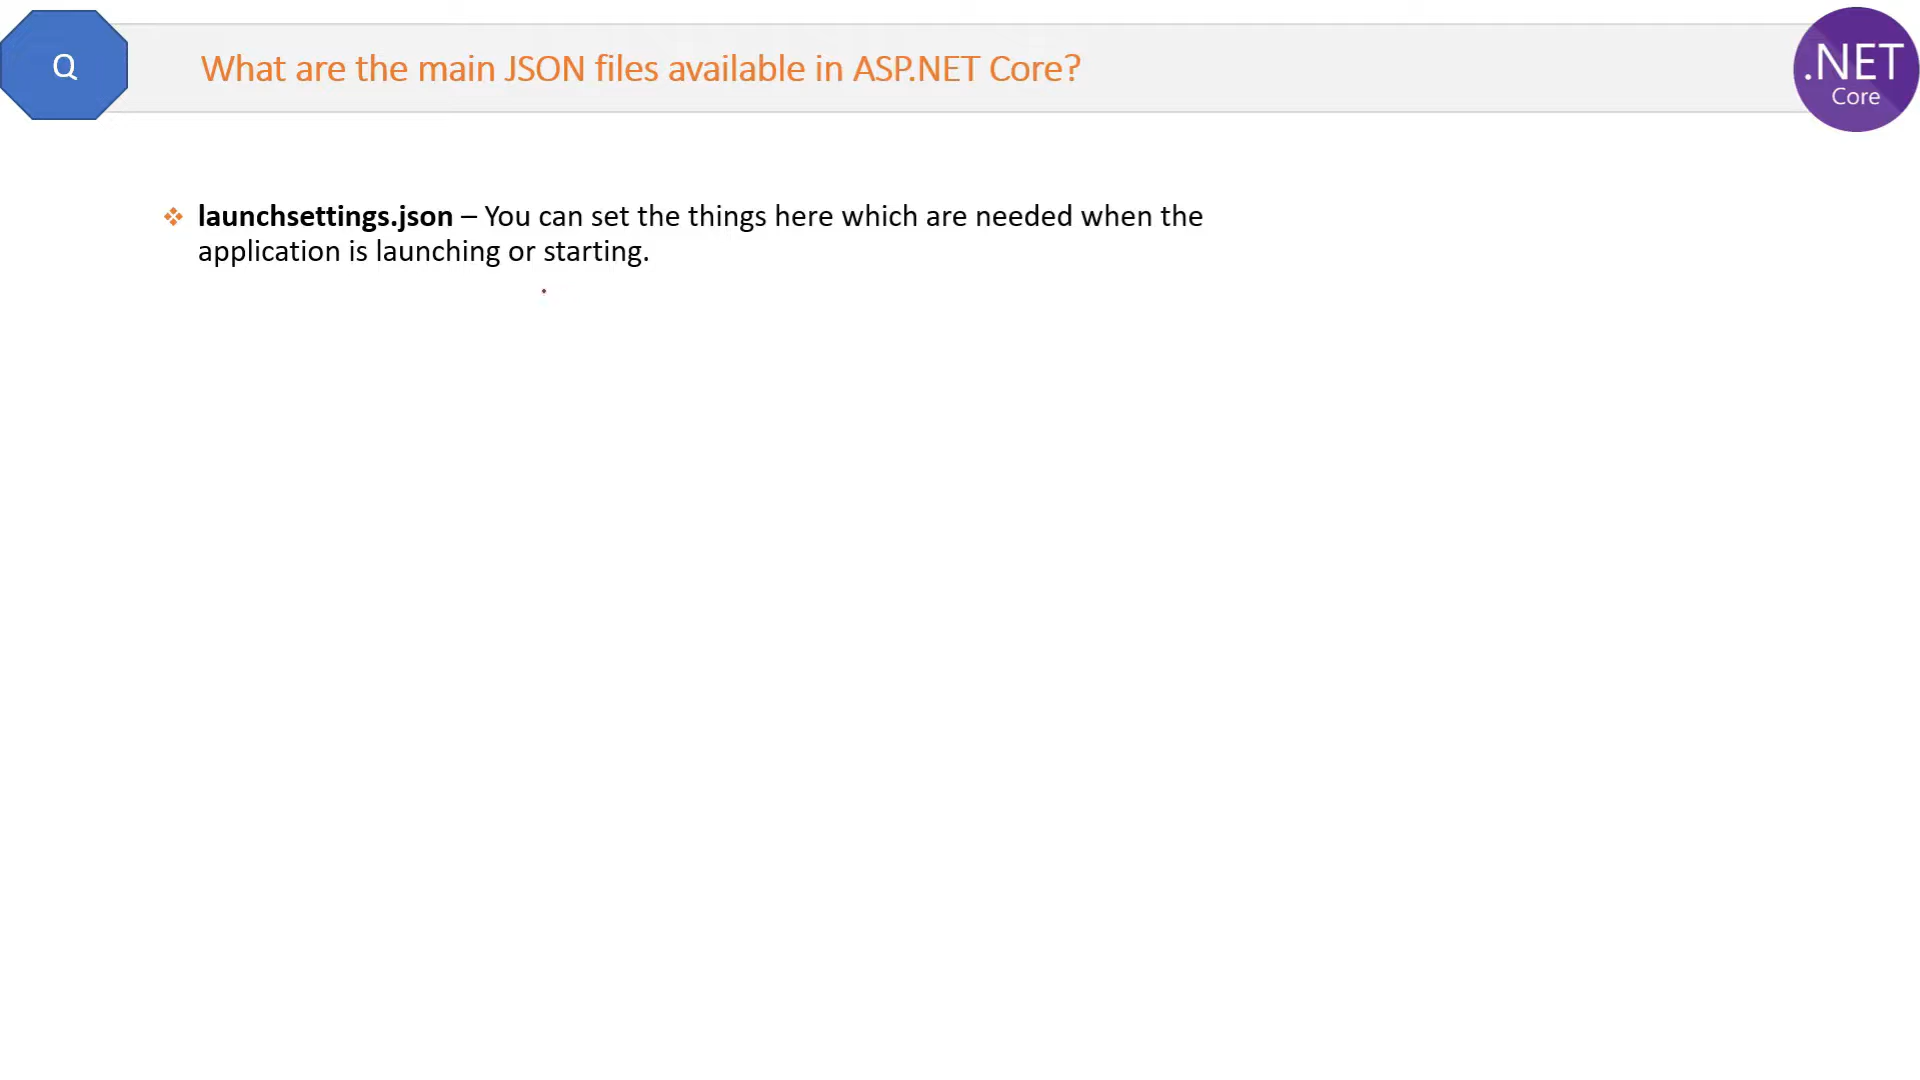 Q
What are the main JSON files available in ASP.NET Core?
.NET
Core
launchsettings.json – You can set the things here which are needed when the
application is launching or starting.